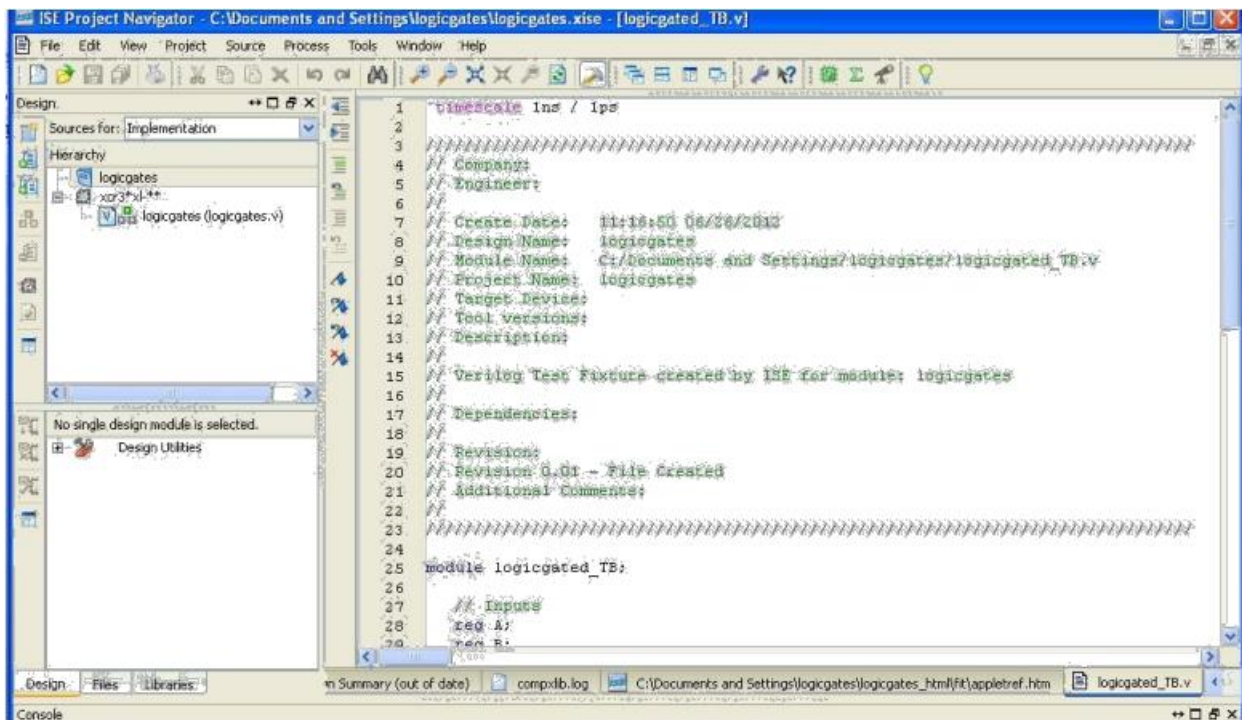 ISE Project Navigator - C:\Documents and Settings\logicgates\logicgates.xise - [logicgated_TB.v]
File Edit View Project Source Process Tools Window Help
Design
Sources for: Implementation
Hierarchy
logicgates
xcr3*xl-**
logicgates (logicgates.v)
No single design module is selected.
Design Utilities
1 `timescale 1ns / 1ps
2
3 ////////////////////////////////////////////////////////////////////////////////
4 // Company:
5 // Engineer:
6 //
7 // Create Date: 11:16:50 06/26/2012
8 // Design Name: logicgates
9 // Module Name: C:/Documents and Settings/logicgates/logicgated_TB.v
10 // Project Name: logicgates
11 // Target Device:
12 // Tool versions:
13 // Description:
14 //
15 // Verilog Test Fixture created by ISE for module: logicgates
16 //
17 // Dependencies:
18 //
19 // Revision:
20 // Revision 0.01 - File Created
21 // Additional Comments:
22 //
23 ////////////////////////////////////////////////////////////////////////////////
24
25 module logicgated_TB;
26
27 // Inputs
28 reg A;
29 reg B;
Design Files Libraries
n Summary (out of date) compxlib.log C:\Documents and Settings\logicgates\logicgates_html\fit\appletref.htm logicgated_TB.v
Console